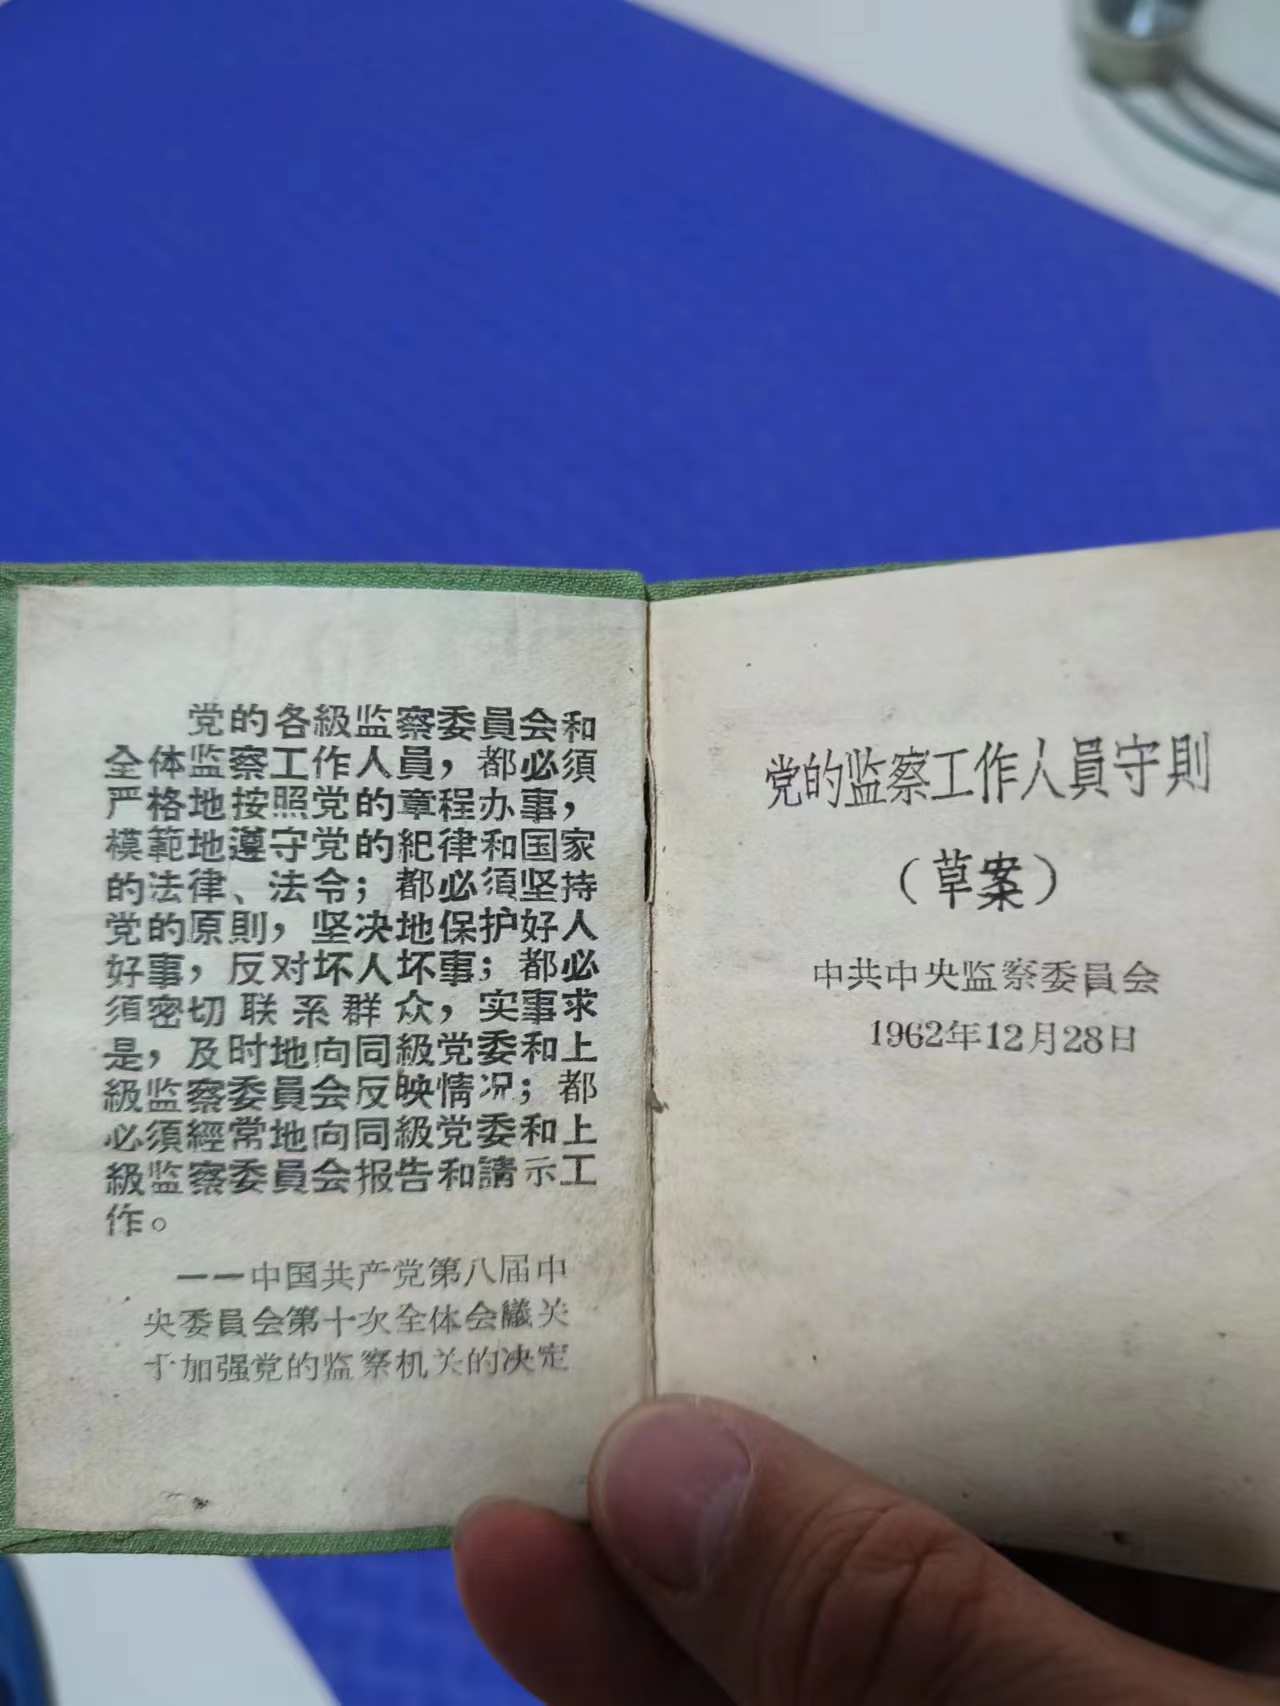 党的各級监察委員会和
全体监察工作人員，都必須
严格地按照党的章程办事，
模範地遵守党的紀律和国家
的法律、法令；都必須坚持
党的原則，坚决地保护好人
好事，反对坏人坏事；都必
須密切联系群众，实事求
是，及时地向同級党委和上
級监察委員会反映情况；都
必須經常地向同級党委和上
級监察委員会报告和請示工
作。
——中国共产党第八届中
央委員会第十次全体会議关
于加强党的监察机关的决定
党的监察工作人員守則
（草案）
中共中央监察委員会
1962年12月28日